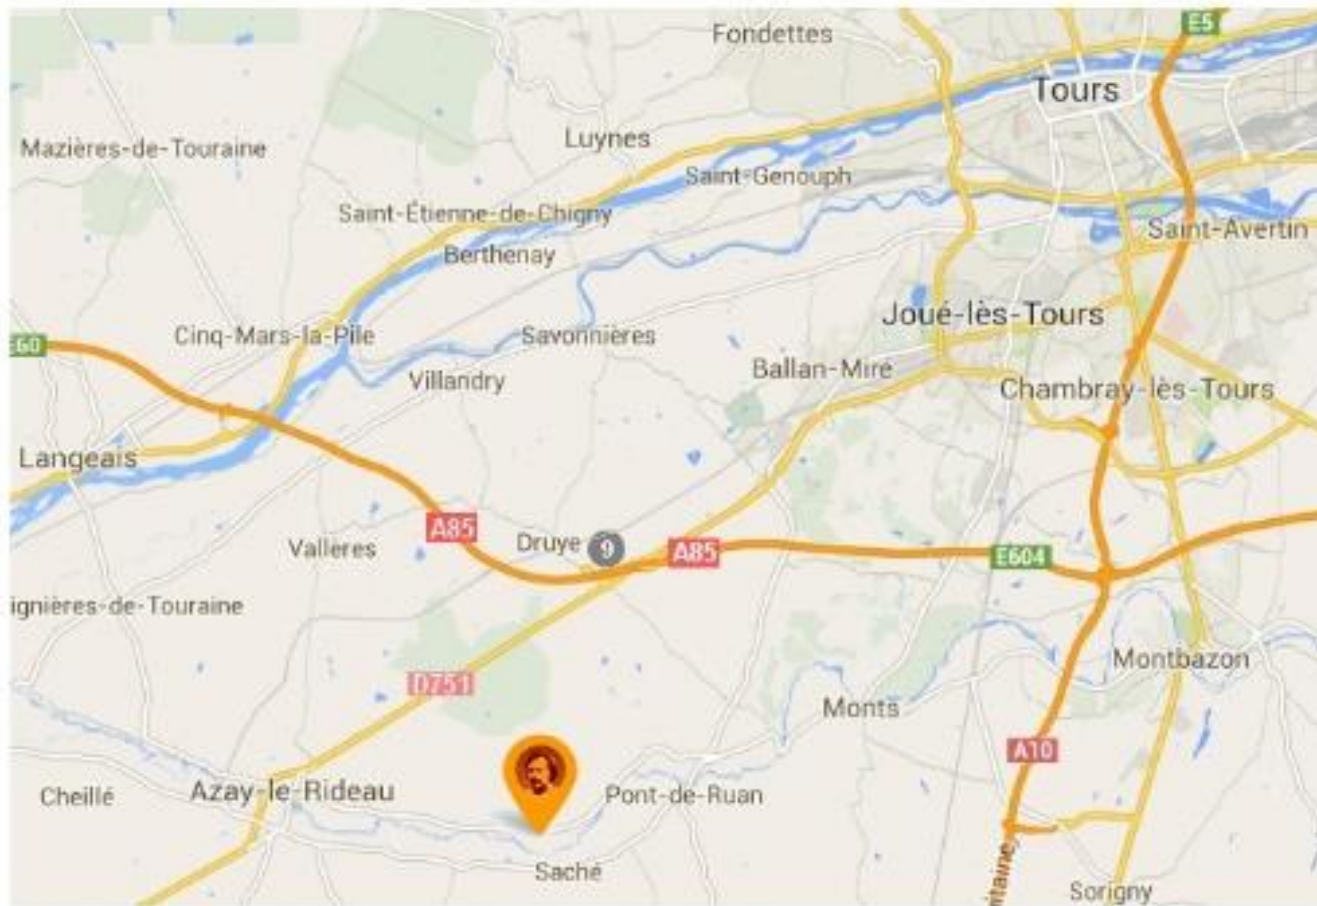 E5
Fondettes
Tours
Luynes
Mazières-de-Touraine
Saint-Genouph
Saint-Étienne-de-Chigny
Saint-Avertin
Berthenay
Joué-lès-Tours
Cinq-Mars-la-Pile
Savonnières
E60
Ballan-Miré
Villandry
Chambray-lès-Tours
Langeais
A85
Druye
9
A85
E604
Vallères
ignières-de-Touraine
Montbazon
D751
Monts
A10
Azay-le-Rideau
Cheillé
Pont-de-Ruan
Saché
itaine
Sorigny